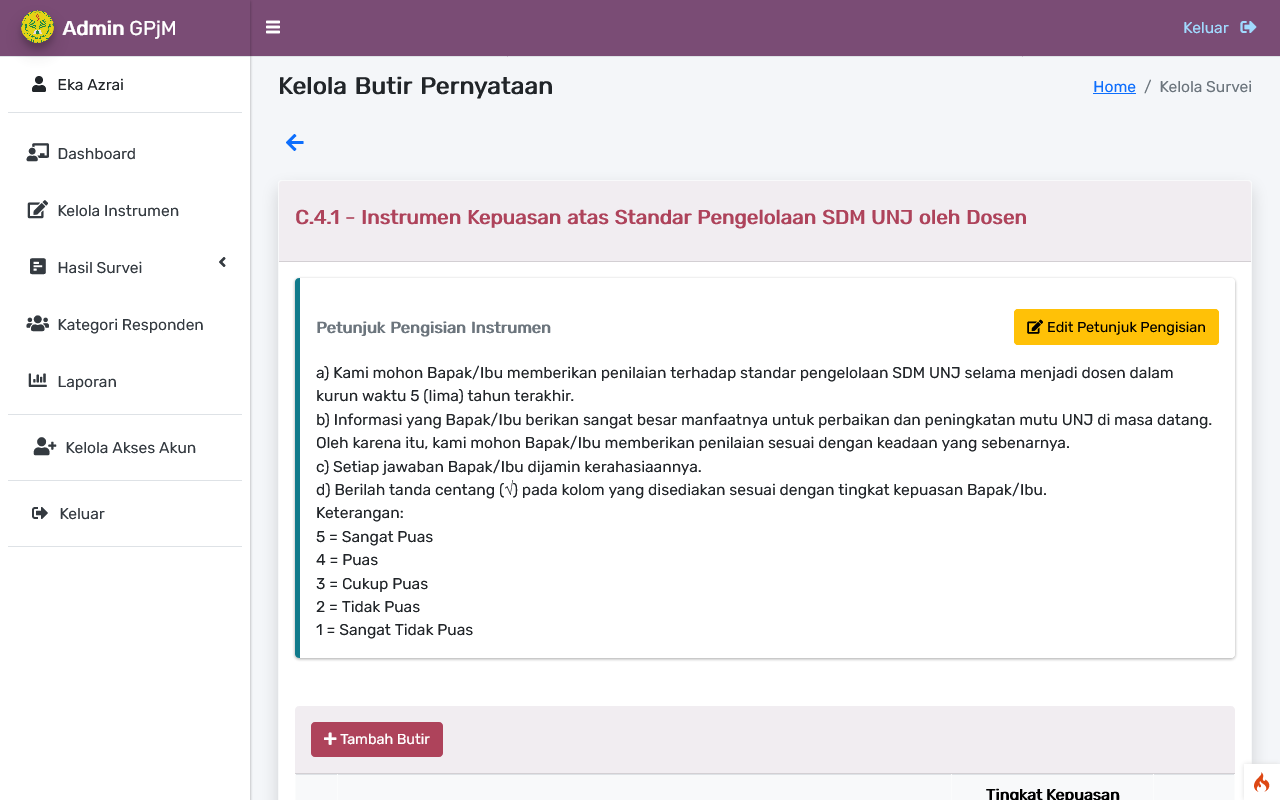 Admin GPjM
Keluar
Eka Azrai
Dashboard
Kelola Instrumen
Hasil Survei
Kategori Responden
Laporan
Kelola Akses Akun
Keluar
Kelola Butir Pernyataan
Home / Kelola Survei
C.4.1 - Instrumen Kepuasan atas Standar Pengelolaan SDM UNJ oleh Dosen
Petunjuk Pengisian Instrumen
Edit Petunjuk Pengisian
a) Kami mohon Bapak/Ibu memberikan penilaian terhadap standar pengelolaan SDM UNJ selama menjadi dosen dalam
kurun waktu 5 (lima) tahun terakhir.
b) Informasi yang Bapak/Ibu berikan sangat besar manfaatnya untuk perbaikan dan peningkatan mutu UNJ di masa datang.
Oleh karena itu, kami mohon Bapak/Ibu memberikan penilaian sesuai dengan keadaan yang sebenarnya.
c) Setiap jawaban Bapak/Ibu dijamin kerahasiaannya.
d) Berilah tanda centang (√) pada kolom yang disediakan sesuai dengan tingkat kepuasan Bapak/Ibu.
Keterangan:
5 = Sangat Puas
4 = Puas
3 = Cukup Puas
2 = Tidak Puas
1 = Sangat Tidak Puas
Tambah Butir
Tingkat Kepuasan